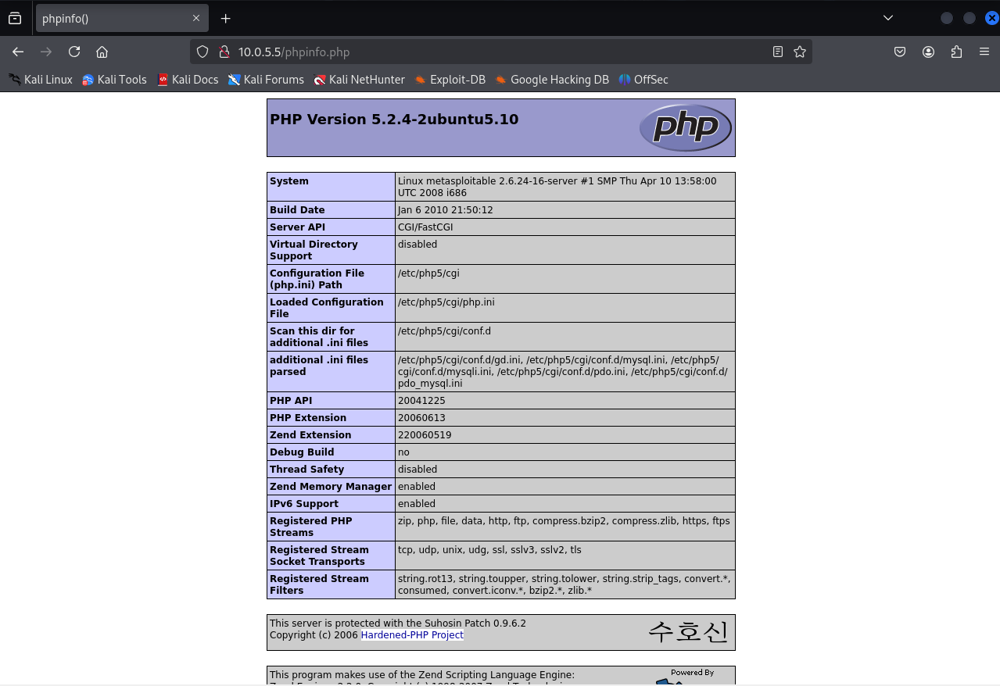 phpinfo()
10.0.5.5/phpinfo.php
Kali Linux Kali Tools Kali Docs Kali Forums Kali NetHunter Exploit-DB Google Hacking DB OffSec
PHP Version 5.2.4-2ubuntu5.10
php
System
Linux metasploitable 2.6.24-16-server #1 SMP Thu Apr 10 13:58:00
UTC 2008 i686
Build Date
Jan 6 2010 21:50:12
Server API
CGI/FastCGI
Virtual Directory
Support
disabled
Configuration File
(php.ini) Path
/etc/php5/cgi
Loaded Configuration
File
/etc/php5/cgi/php.ini
Scan this dir for
additional .ini files
/etc/php5/cgi/conf.d
additional .ini files
parsed
/etc/php5/cgi/conf.d/gd.ini, /etc/php5/cgi/conf.d/mysql.ini, /etc/php5/
cgi/conf.d/mysqli.ini, /etc/php5/cgi/conf.d/pdo.ini, /etc/php5/cgi/conf.d/
pdo_mysql.ini
PHP API
20041225
PHP Extension
20060613
Zend Extension
220060519
Debug Build
no
Thread Safety
disabled
Zend Memory Manager
enabled
IPv6 Support
enabled
Registered PHP
Streams
zip, php, file, data, http, ftp, compress.bzip2, compress.zlib, https, ftps
Registered Stream
Socket Transports
tcp, udp, unix, udg, ssl, sslv3, sslv2, tls
Registered Stream
Filters
string.rot13, string.toupper, string.tolower, string.strip_tags, convert.*,
consumed, convert.iconv.*, bzip2.*, zlib.*
This server is protected with the Suhosin Patch 0.9.6.2
Copyright (c) 2006 Hardened-PHP Project
수호신
This program makes use of the Zend Scripting Language Engine:
Powered By